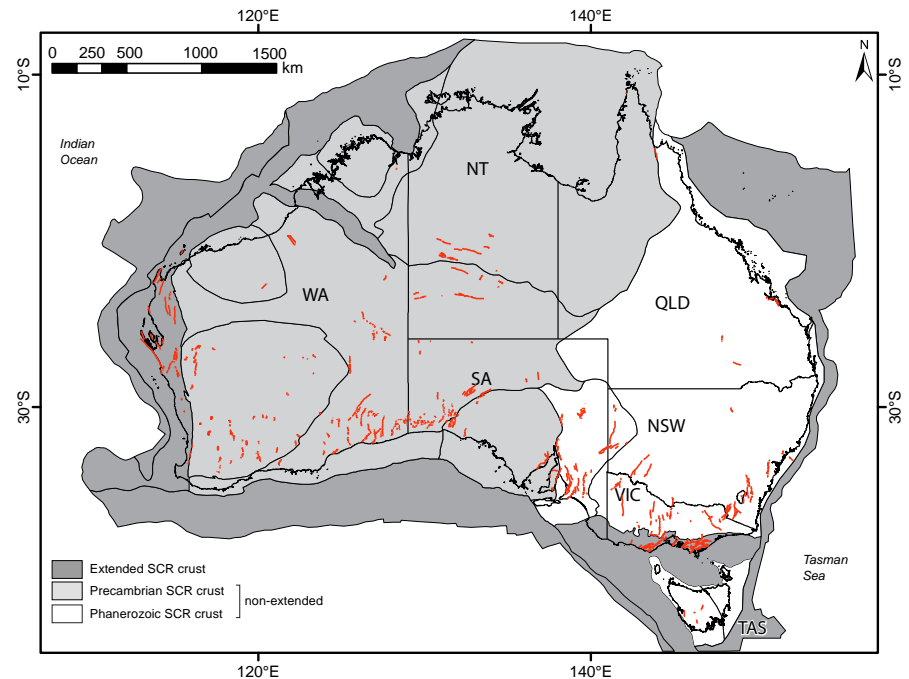 120°E 140°E
0 250 500 1000 1500
km
N
10°S 10°S
Indian
Ocean
NT
WA
QLD
SA
30°S 30°S
NSW
VIC
Extended SCR crust
Precambrian SCR crust
non-extended
Phanerozoic SCR crust
Tasman
Sea
TAS
120°E 140°E